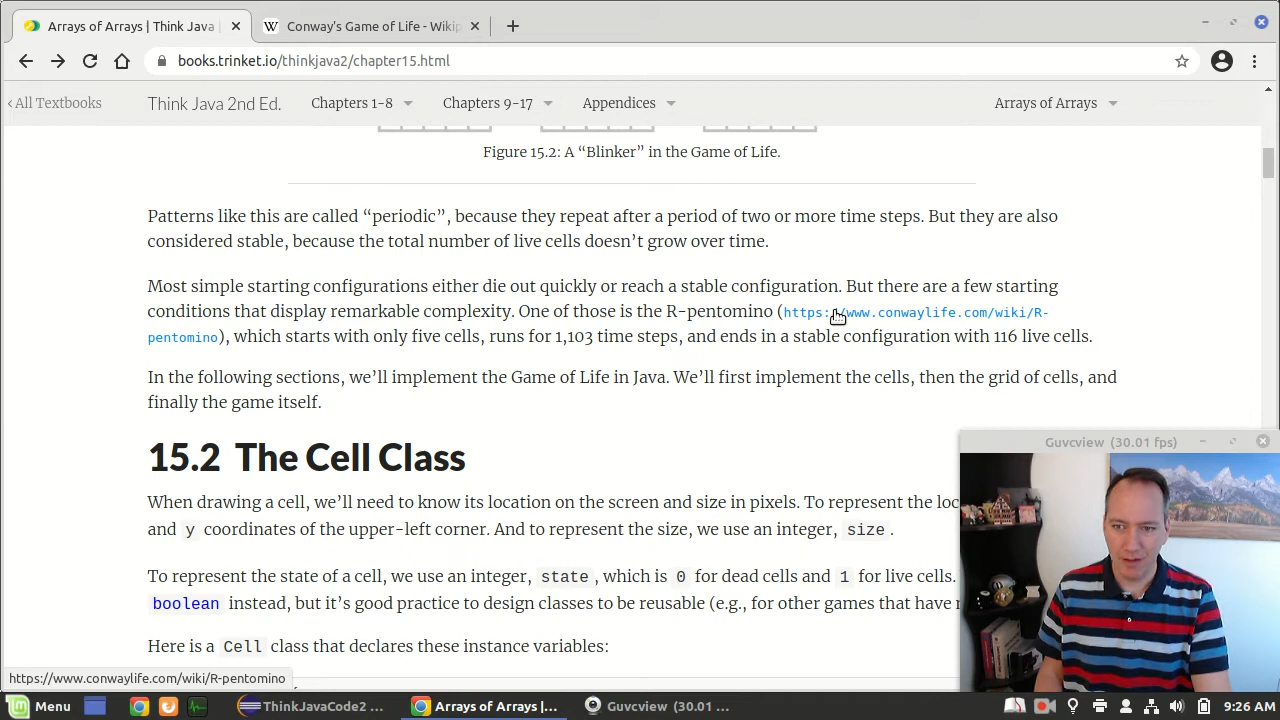 Arrays of Arrays | Think Java
Conway's Game of Life - Wikip
books.trinket.io/thinkjava2/chapter15.html
All Textbooks
Think Java 2nd Ed.
Chapters 1-8
Chapters 9-17
Appendices
Arrays of Arrays
Figure 15.2: A “Blinker” in the Game of Life.
Patterns like this are called “periodic”, because they repeat after a period of two or more time steps. But they are also
considered stable, because the total number of live cells doesn’t grow over time.
Most simple starting configurations either die out quickly or reach a stable configuration. But there are a few starting
conditions that display remarkable complexity. One of those is the R-pentomino (https://www.conwaylife.com/wiki/R-
pentomino), which starts with only five cells, runs for 1,103 time steps, and ends in a stable configuration with 116 live cells.
In the following sections, we’ll implement the Game of Life in Java. We’ll first implement the cells, then the grid of cells, and
finally the game itself.
15.2 The Cell Class
Guvcview (30.01 fps)
When drawing a cell, we’ll need to know its location on the screen and size in pixels. To represent the loc
and y coordinates of the upper-left corner. And to represent the size, we use an integer, size.
To represent the state of a cell, we use an integer, state, which is 0 for dead cells and 1 for live cells.
boolean instead, but it’s good practice to design classes to be reusable (e.g., for other games that have
Here is a Cell class that declares these instance variables:
https://www.conwaylife.com/wiki/R-pentomino
Menu
ThinkJavaCode2 ...
Arrays of Arrays |...
Guvcview (30.01 ...
9:26 AM